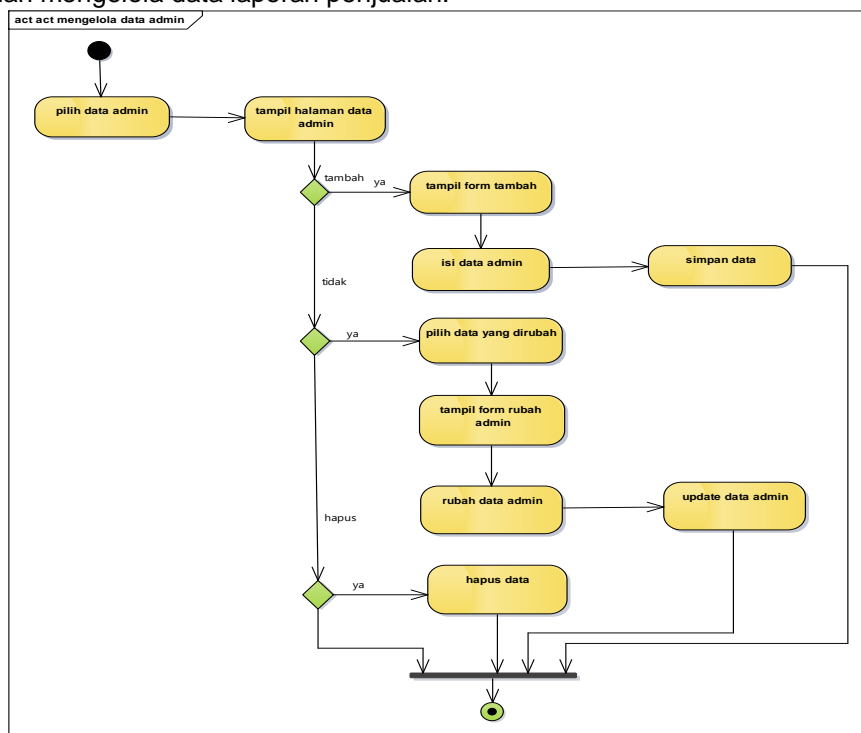 mengelola data laporan penjualan.
act act mengelola data admin
pilih data admin
tampil halaman data
admin
tambah
ya
tampil form tambah
isi data admin
simpan data
tidak
ya
pilih data yang dirubah
tampil form rubah
admin
rubah data admin
update data admin
hapus
ya
hapus data